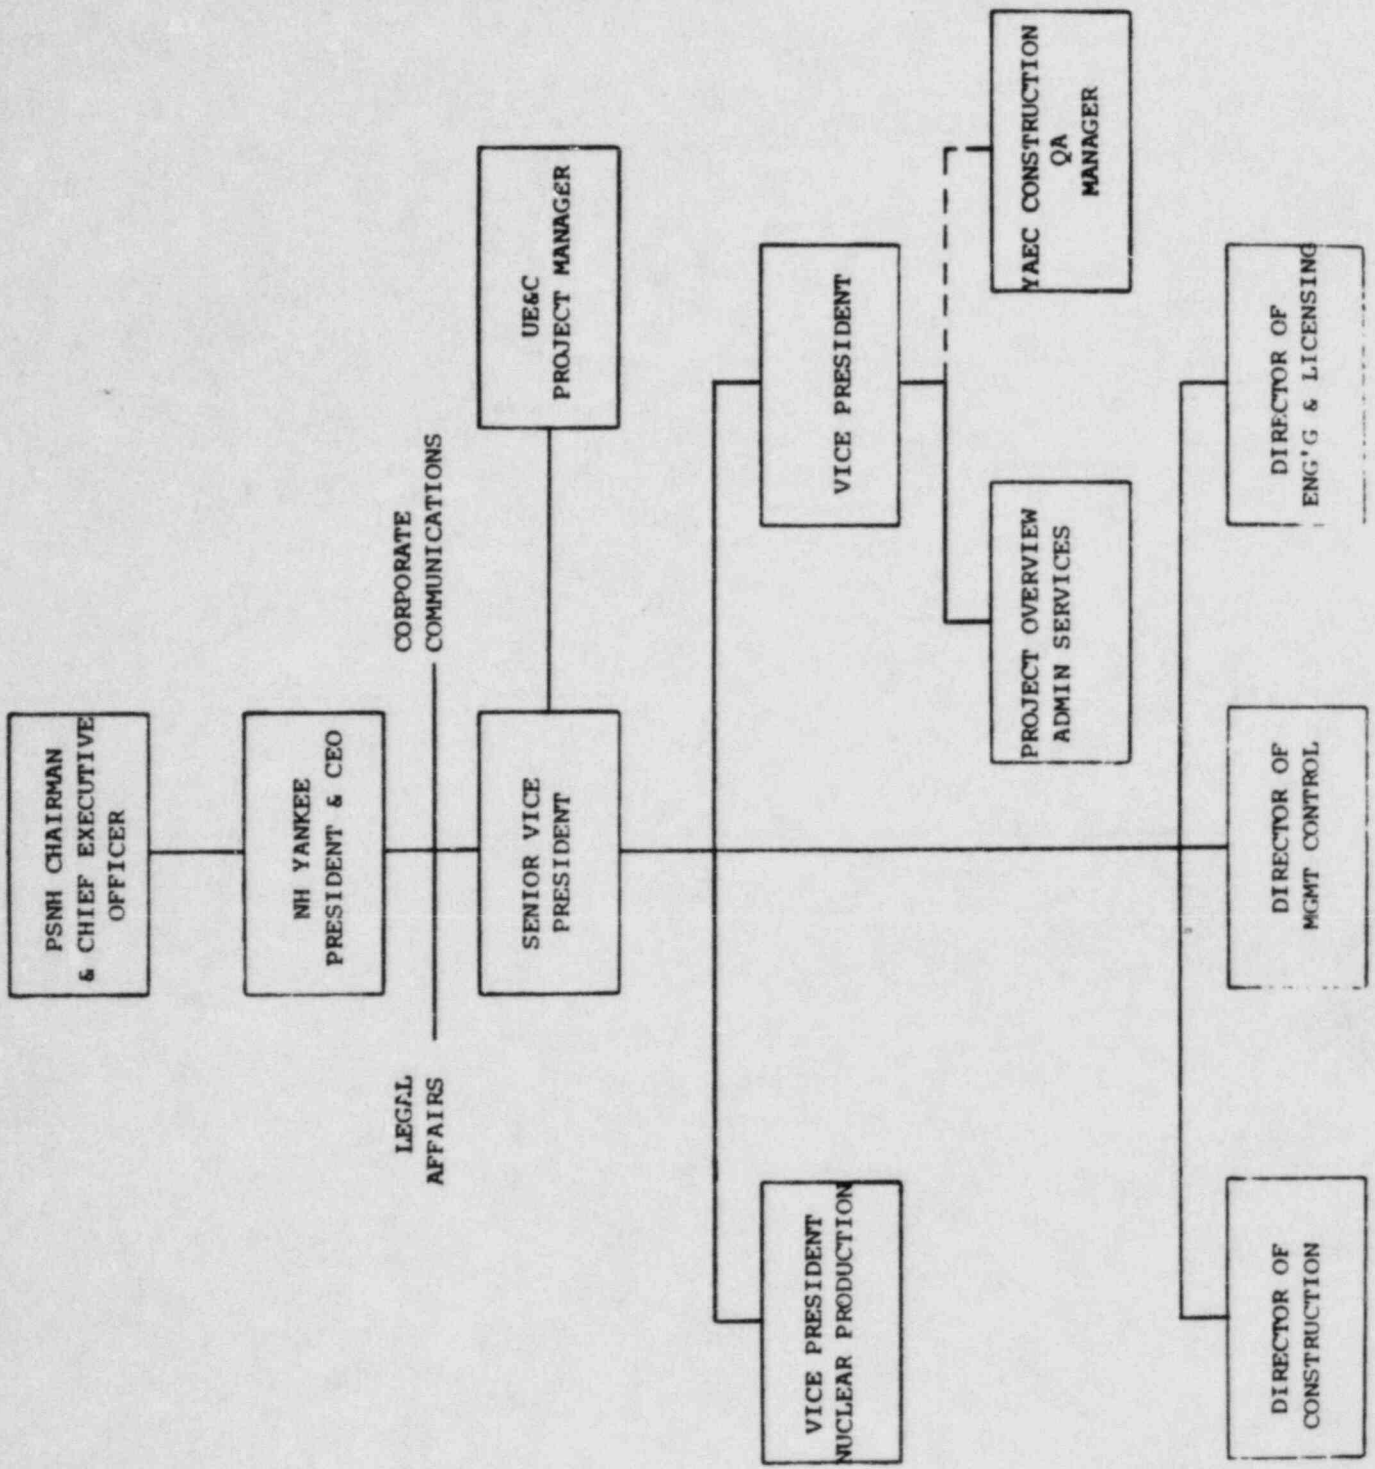 PSNH CHAIRMAN
& CHIEF EXECUTIVE
OFFICER
NH YANKEE
PRESIDENT & CEO
LEGAL
AFFAIRS
CORPORATE
COMMUNICATIONS
SENIOR VICE
PRESIDENT
UE&C
PROJECT MANAGER
VICE PRESIDENT
NUCLEAR PRODUCTION
VICE PRESIDENT
PROJECT OVERVIEW
ADMIN SERVICES
YAEC CONSTRUCTION
QA
MANAGER
DIRECTOR OF
CONSTRUCTION
DIRECTOR OF
MGMT CONTROL
DIRECTOR OF
ENG'G & LICENSING